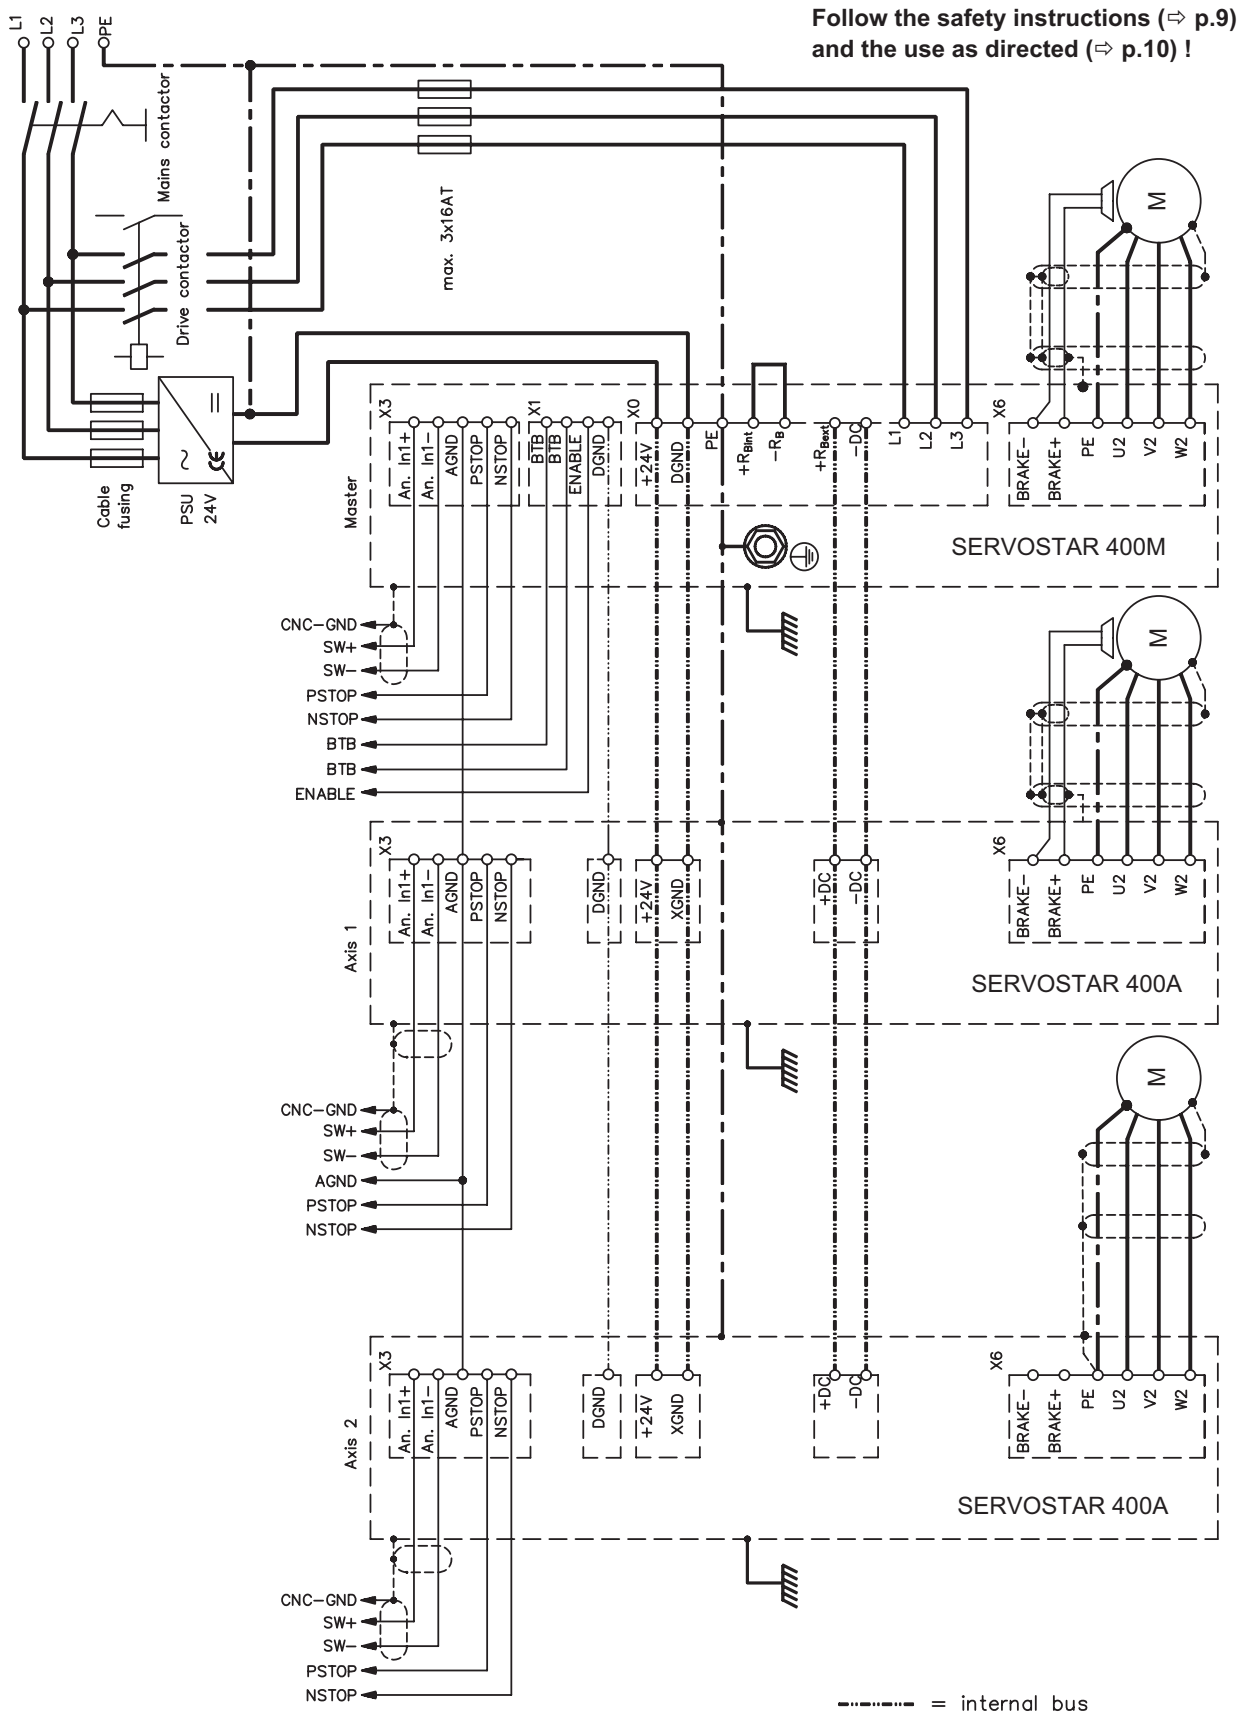 Follow the safety instructions (⇨ p.9)
and the use as directed (⇨ p.10) !
L1
L2
L3
PE
Mains contactor
Drive contactor
max. 3x16AT
Cable
fusing
PSU
24V
~
=
CE
M
Master
X3
An. In1+
An. In1-
AGND
PSTOP
NSTOP
X1
BTB
BTB
ENABLE
DGND
X0
+24V
DGND
PE
+RBint
-RB
+RBext
-DC
L1
L2
L3
X6
BRAKE-
BRAKE+
PE
U2
V2
W2
SERVOSTAR 400M
CNC-GND
SW+
SW-
PSTOP
NSTOP
BTB
BTB
ENABLE
M
Axis 1
X3
An. In1+
An. In1-
AGND
PSTOP
NSTOP
DGND
+24V
XGND
+DC
-DC
X6
BRAKE-
BRAKE+
PE
U2
V2
W2
SERVOSTAR 400A
CNC-GND
SW+
SW-
AGND
PSTOP
NSTOP
M
Axis 2
X3
An. In1+
An. In1-
AGND
PSTOP
NSTOP
DGND
+24V
XGND
+DC
-DC
X6
BRAKE-
BRAKE+
PE
U2
V2
W2
SERVOSTAR 400A
CNC-GND
SW+
SW-
PSTOP
NSTOP
= internal bus